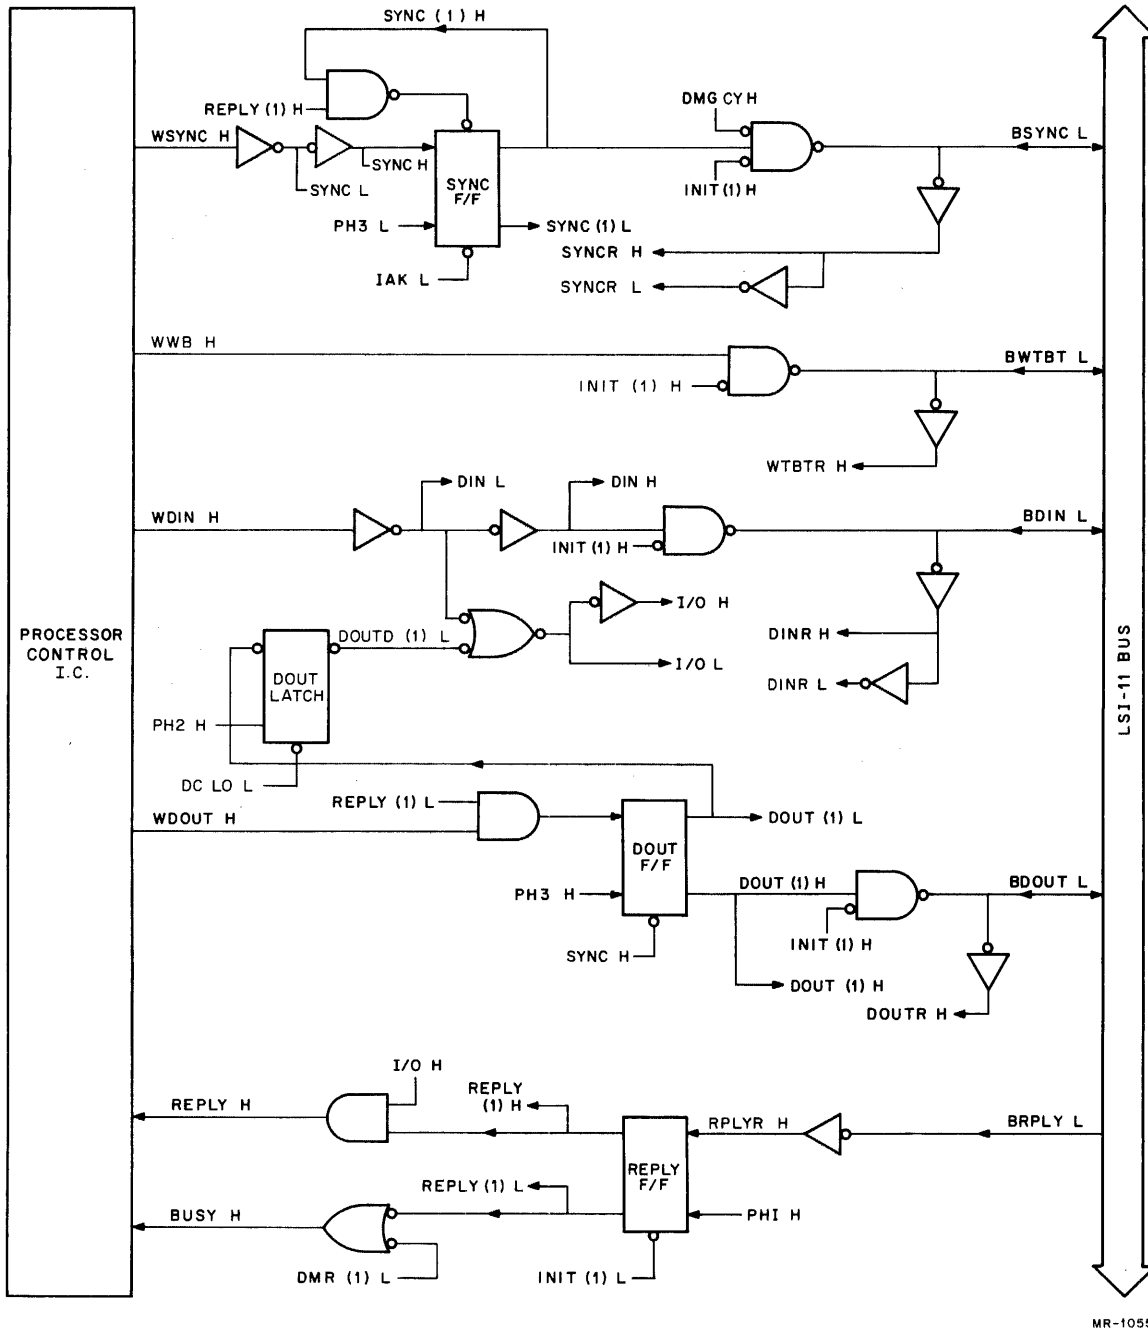 SYNC (1) H
REPLY (1) H
DMG CY H
WSYNC H
BSYNC L
SYNC H
SYNC L
SYNC
F/F
INIT (1) H
PH3 L
SYNC (1) L
SYNCR H
IAK L
SYNCR L
WWB H
BWTBT L
INIT (1) H
WTBTR H
DIN L
DIN H
WDIN H
BDIN L
INIT (1) H
I/O H
PROCESSOR
CONTROL
I.C.
DOUTD (1) L
DINR H
I/O L
DOUT
LATCH
DINR L
LSI-11 BUS
PH2 H
DC LO L
REPLY (1) L
WDOUT H
DOUT (1) L
DOUT
F/F
PH3 H
DOUT (1) H
BDOUT L
INIT (1) H
SYNC H
DOUT (1) H
DOUTR H
I/O H
REPLY
(1) H
REPLY H
RPLYR H
BRPLY L
REPLY
F/F
REPLY (1) L
BUSY H
PHI H
DMR (1) L
INIT (1) L